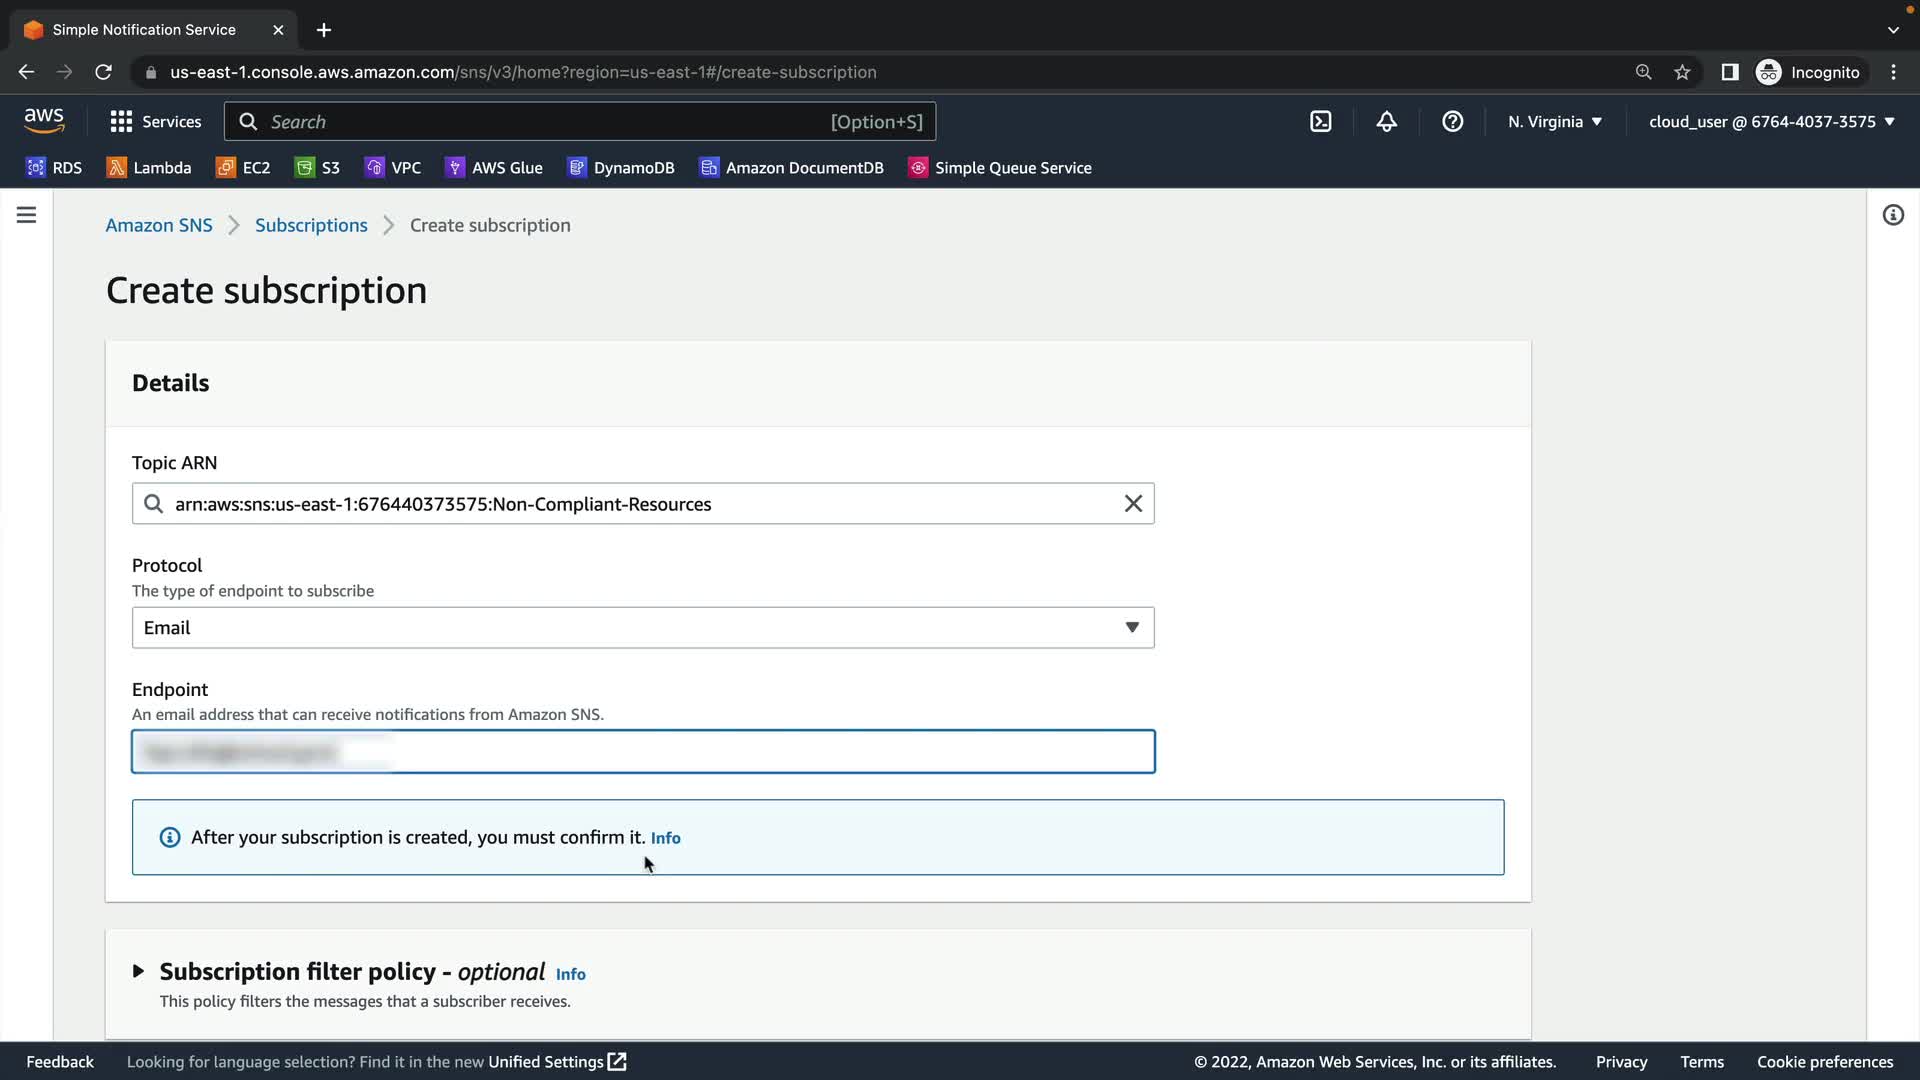 Simple Notification Service
us-east-1.console.aws.amazon.com/sns/v3/home?region=us-east-1#/create-subscription
Incognito
aws
Services
Search
[Option+S]
N. Virginia
cloud_user @ 6764-4037-3575
RDS
Lambda
EC2
S3
VPC
AWS Glue
DynamoDB
Amazon DocumentDB
Simple Queue Service
Amazon SNS
Subscriptions
Create subscription
Create subscription
Details
Topic ARN
arn:aws:sns:us-east-1:676440373575:Non-Compliant-Resources
Protocol
The type of endpoint to subscribe
Email
Endpoint
An email address that can receive notifications from Amazon SNS.
After your subscription is created, you must confirm it. Info
Subscription filter policy - optional Info
This policy filters the messages that a subscriber receives.
Feedback
Looking for language selection? Find it in the new Unified Settings
© 2022, Amazon Web Services, Inc. or its affiliates.
Privacy
Terms
Cookie preferences